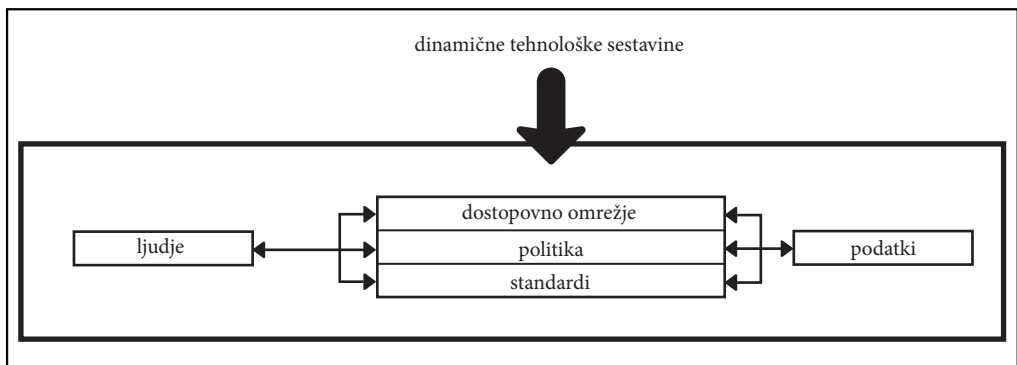 dinamične tehnološke sestavine
dostopovno omrežje
ljudje
politika
podatki
standardi